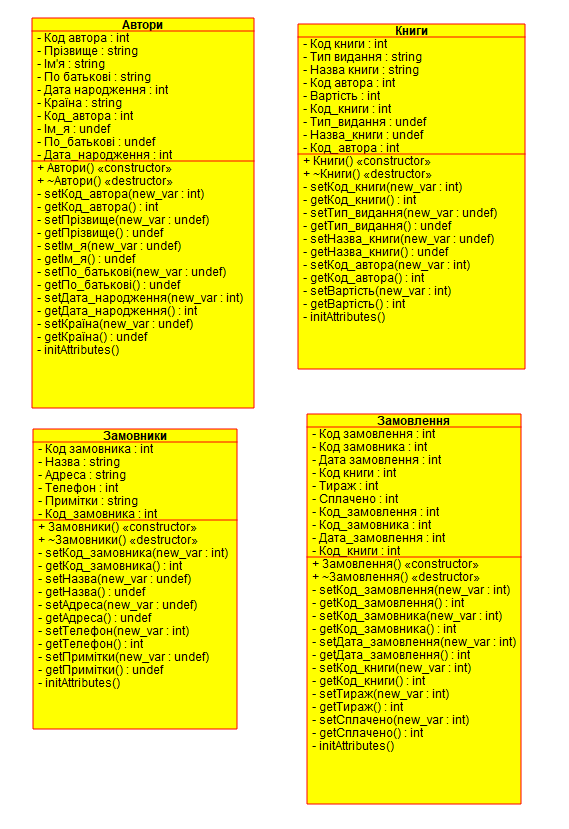 Автори
- Код автора : int
- Прізвище : string
- Ім'я : string
- По батькові : string
- Дата народження : int
- Країна : string
- Код_автора : int
- Ім_я : undef
- По_батькові : undef
- Дата_народження : int
+ Автори() «constructor»
+ ~Автори() «destructor»
- setКод_автора(new_var : int)
- getКод_автора() : int
- setПрізвище(new_var : undef)
- getПрізвище() : undef
- setІм_я(new_var : undef)
- getІм_я() : undef
- setПо_батькові(new_var : undef)
- getПо_батькові() : undef
- setДата_народження(new_var : int)
- getДата_народження() : int
- setКраїна(new_var : undef)
- getКраїна() : undef
- initAttributes()
Книги
- Код книги : int
- Тип видання : string
- Назва книги : string
- Код автора : int
- Вартість : int
- Код_книги : int
- Тип_видання : undef
- Назва_книги : undef
- Код_автора : int
+ Книги() «constructor»
+ ~Книги() «destructor»
- setКод_книги(new_var : int)
- getКод_книги() : int
- setТип_видання(new_var : undef)
- getТип_видання() : undef
- setНазва_книги(new_var : undef)
- getНазва_книги() : undef
- setКод_автора(new_var : int)
- getКод_автора() : int
- setВартість(new_var : int)
- getВартість() : int
- initAttributes()
Замовники
- Код замовника : int
- Назва : string
- Адреса : string
- Телефон : int
- Примітки : string
- Код_замовника : int
+ Замовники() «constructor»
+ ~Замовники() «destructor»
- setКод_замовника(new_var : int)
- getКод_замовника() : int
- setНазва(new_var : undef)
- getНазва() : undef
- setАдреса(new_var : undef)
- getАдреса() : undef
- setТелефон(new_var : int)
- getТелефон() : int
- setПримітки(new_var : undef)
- getПримітки() : undef
- initAttributes()
Замовлення
- Код замовлення : int
- Код замовника : int
- Дата замовлення : int
- Код книги : int
- Тираж : int
- Сплачено : int
- Код_замовлення : int
- Код_замовника : int
- Дата_замовлення : int
- Код_книги : int
+ Замовлення() «constructor»
+ ~Замовлення() «destructor»
- setКод_замовлення(new_var : int)
- getКод_замовлення() : int
- setКод_замовника(new_var : int)
- getКод_замовника() : int
- setДата_замовлення(new_var : int)
- getДата_замовлення() : int
- setКод_книги(new_var : int)
- getКод_книги() : int
- setТираж(new_var : int)
- getТираж() : int
- setСплачено(new_var : int)
- getСплачено() : int
- initAttributes()